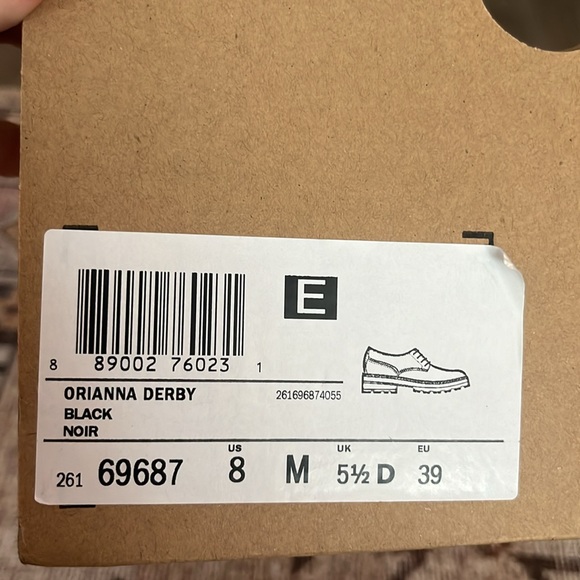 E
8 89002 76023 1
ORIANNA DERBY 261696874055
BLACK
NOIR
US UK EU
261 69687 8 M 5½ D 39